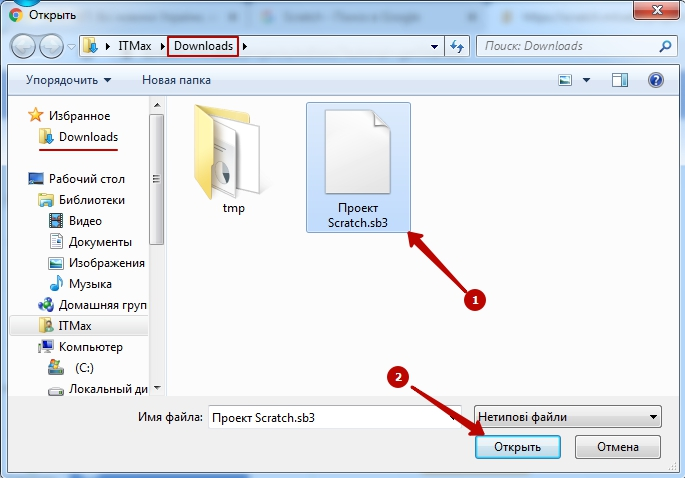 Открыть
ITMax
Downloads
Поиск: Downloads
Упорядочить
Новая папка
Избранное
Downloads
Рабочий стол
Библиотеки
Видео
Документы
Изображения
Музыка
Домашняя груп
ITMax
Компьютер
(C:)
Локальный ди
tmp
Проект
Scratch.sb3
1
2
Имя файла:
Проект Scratch.sb3
Нетипові файли
Открыть
Отмена